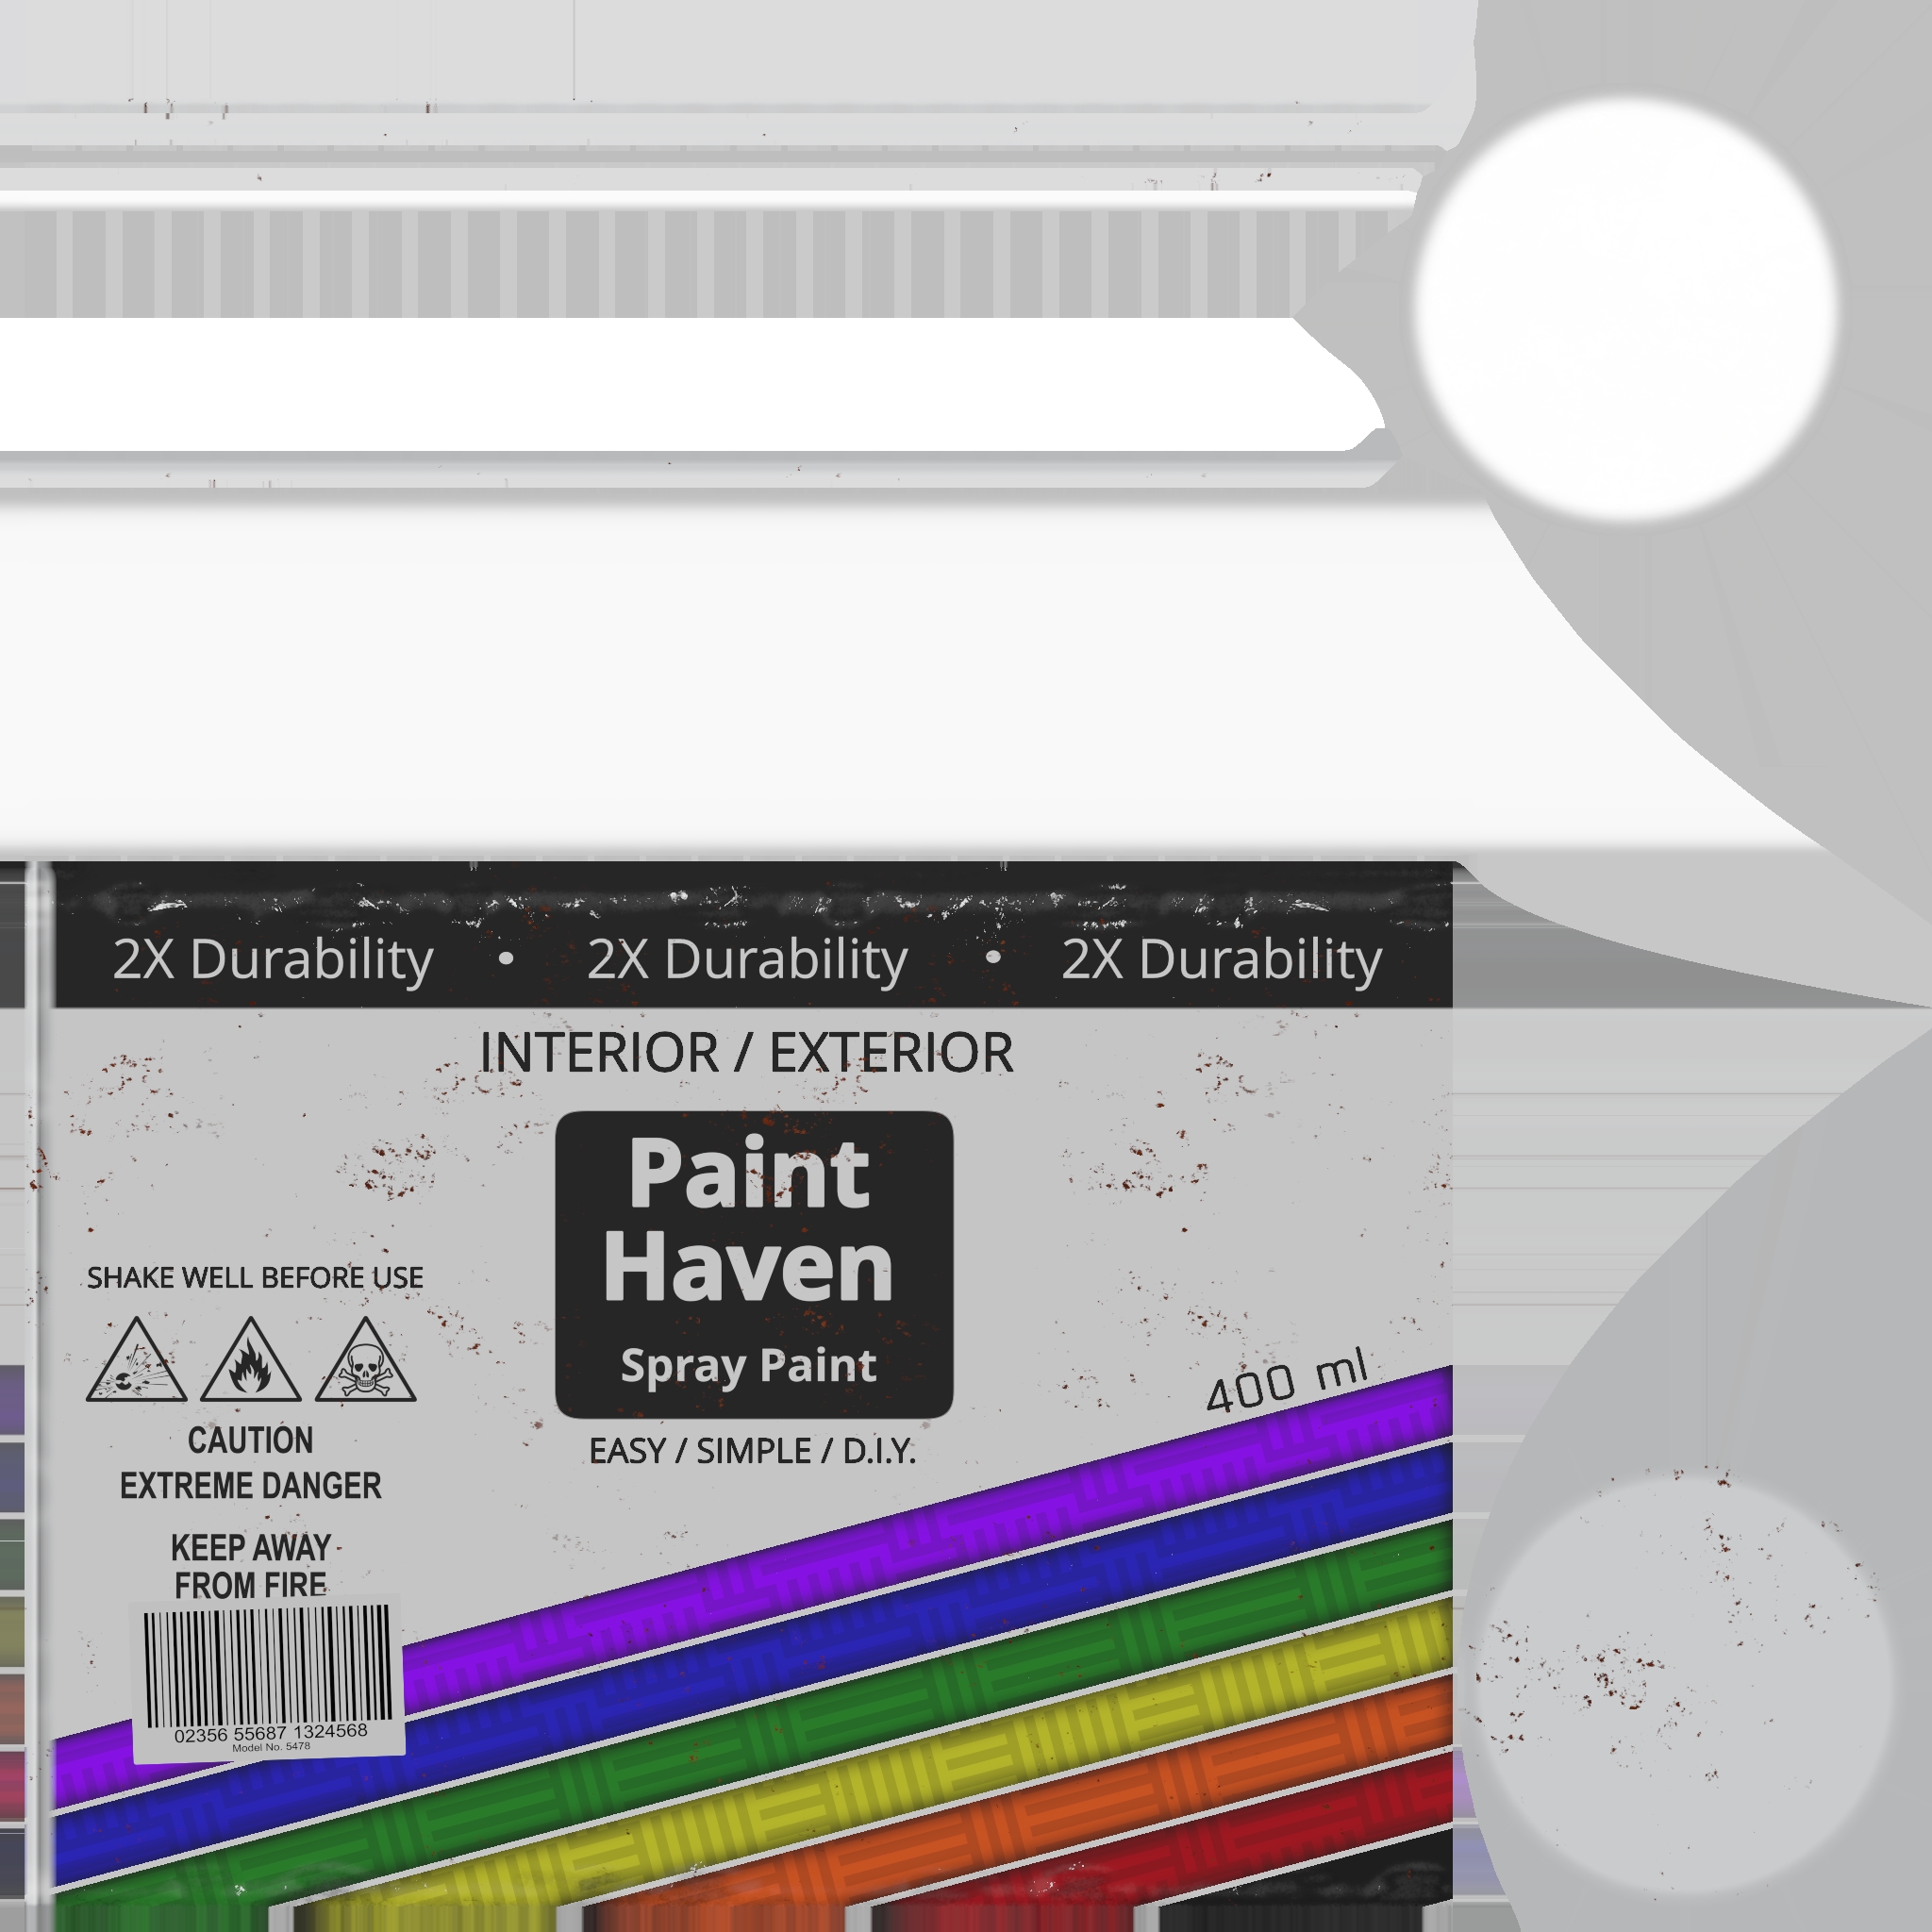 2X Durability • 2X Durability • 2X Durability
INTERIOR / EXTERIOR
Paint
Haven
Spray Paint
EASY / SIMPLE / D.I.Y.
400 ml
SHAKE WELL BEFORE USE
CAUTION
EXTREME DANGER
KEEP AWAY
FROM FIRE
02356 55687 1324568
Model No. 5478